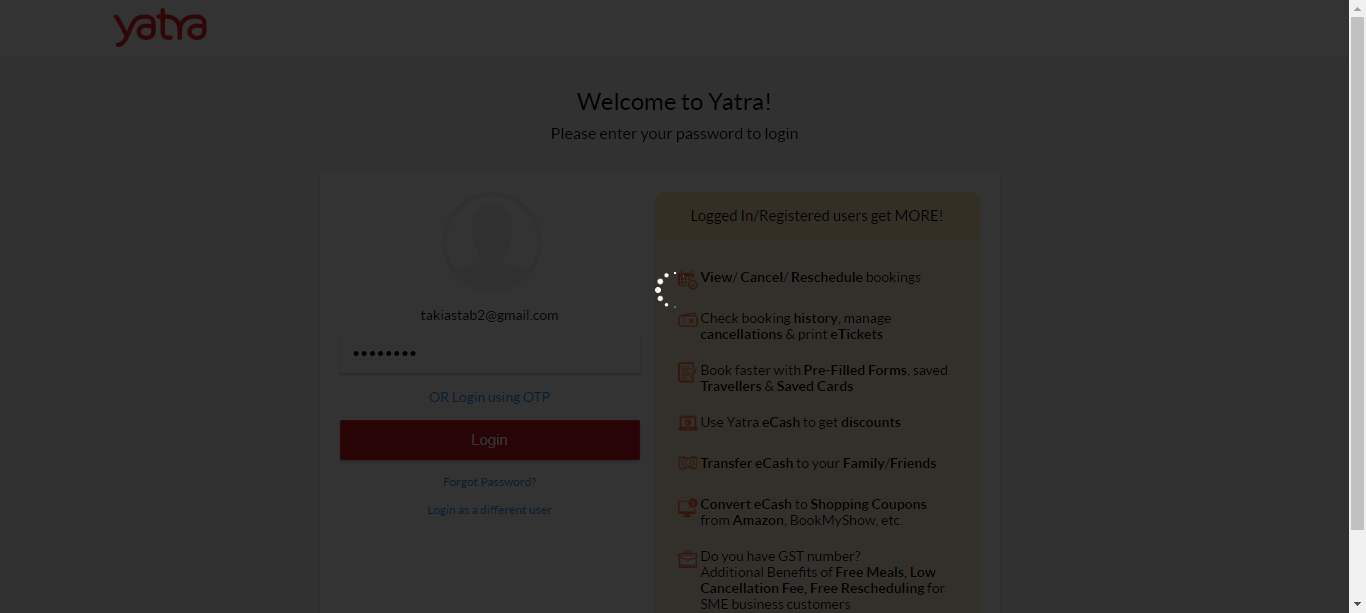 yatra
Welcome to Yatra!
Please enter your password to login
takiastab2@gmail.com
••••••••
OR Login using OTP
Login
Forgot Password?
Login as a different user
Logged In/Registered users get MORE!
View/ Cancel/ Reschedule bookings
Check booking history, manage
cancellations & print eTickets
Book faster with Pre-Filled Forms, saved
Travellers & Saved Cards
Use Yatra eCash to get discounts
Transfer eCash to your Family/Friends
Convert eCash to Shopping Coupons
from Amazon, BookMyShow, etc.
Do you have GST number?
Additional Benefits of Free Meals, Low
Cancellation Fee, Free Rescheduling for
SME business customers